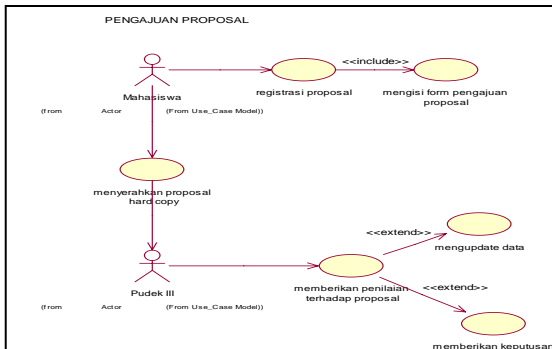 PENGAJUAN PROPOSAL
<<include>>
registrasi proposal
mengisi form pengajuan
proposal
Mahasiswa
(from Actor (From Use_Case Model))
menyerahkan proposal
hard copy
<<extend>>
mengupdate data
Pudek III
memberikan penilaian
terhadap proposal
<<extend>>
(from Actor (From Use_Case Model))
memberikan keputusan